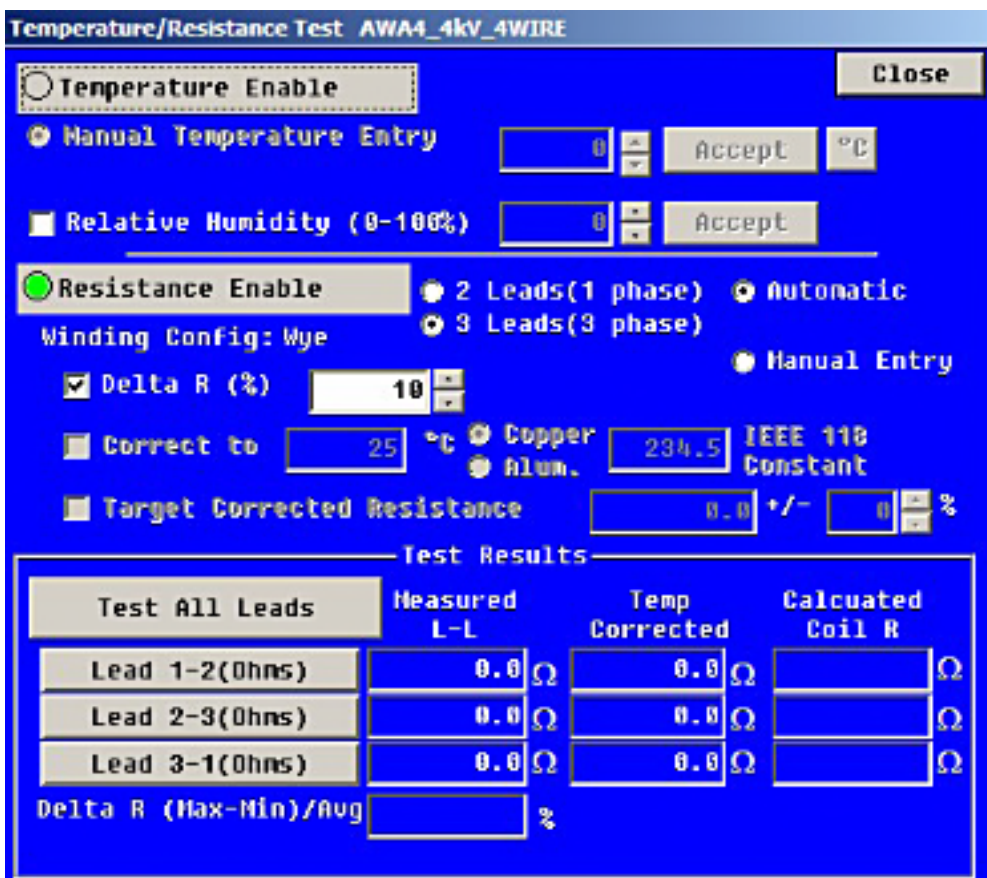 Temperature/Resistance Test AWA4_4kV_4WIRE
Close
Temperature Enable
Manual Temperature Entry 0 Accept °C
Relative Humidity (0-100%) 0 Accept
Resistance Enable 2 Leads(1 phase) Automatic
3 Leads(3 phase)
Winding Config: Wye
Manual Entry
Delta R (%) 10
Correct to 25 °C Copper 234.5 IEEE 118
Alum. Constant
Target Corrected Resistance 0.0 +/- 0 %
Test Results
Test All Leads Measured Temp Calcuated
L-L Corrected Coil R
Lead 1-2(Ohms) 0.0 Ω 0.0 Ω Ω
Lead 2-3(Ohms) 0.0 Ω 0.0 Ω Ω
Lead 3-1(Ohms) 0.0 Ω 0.0 Ω Ω
Delta R (Max-Min)/Avg %